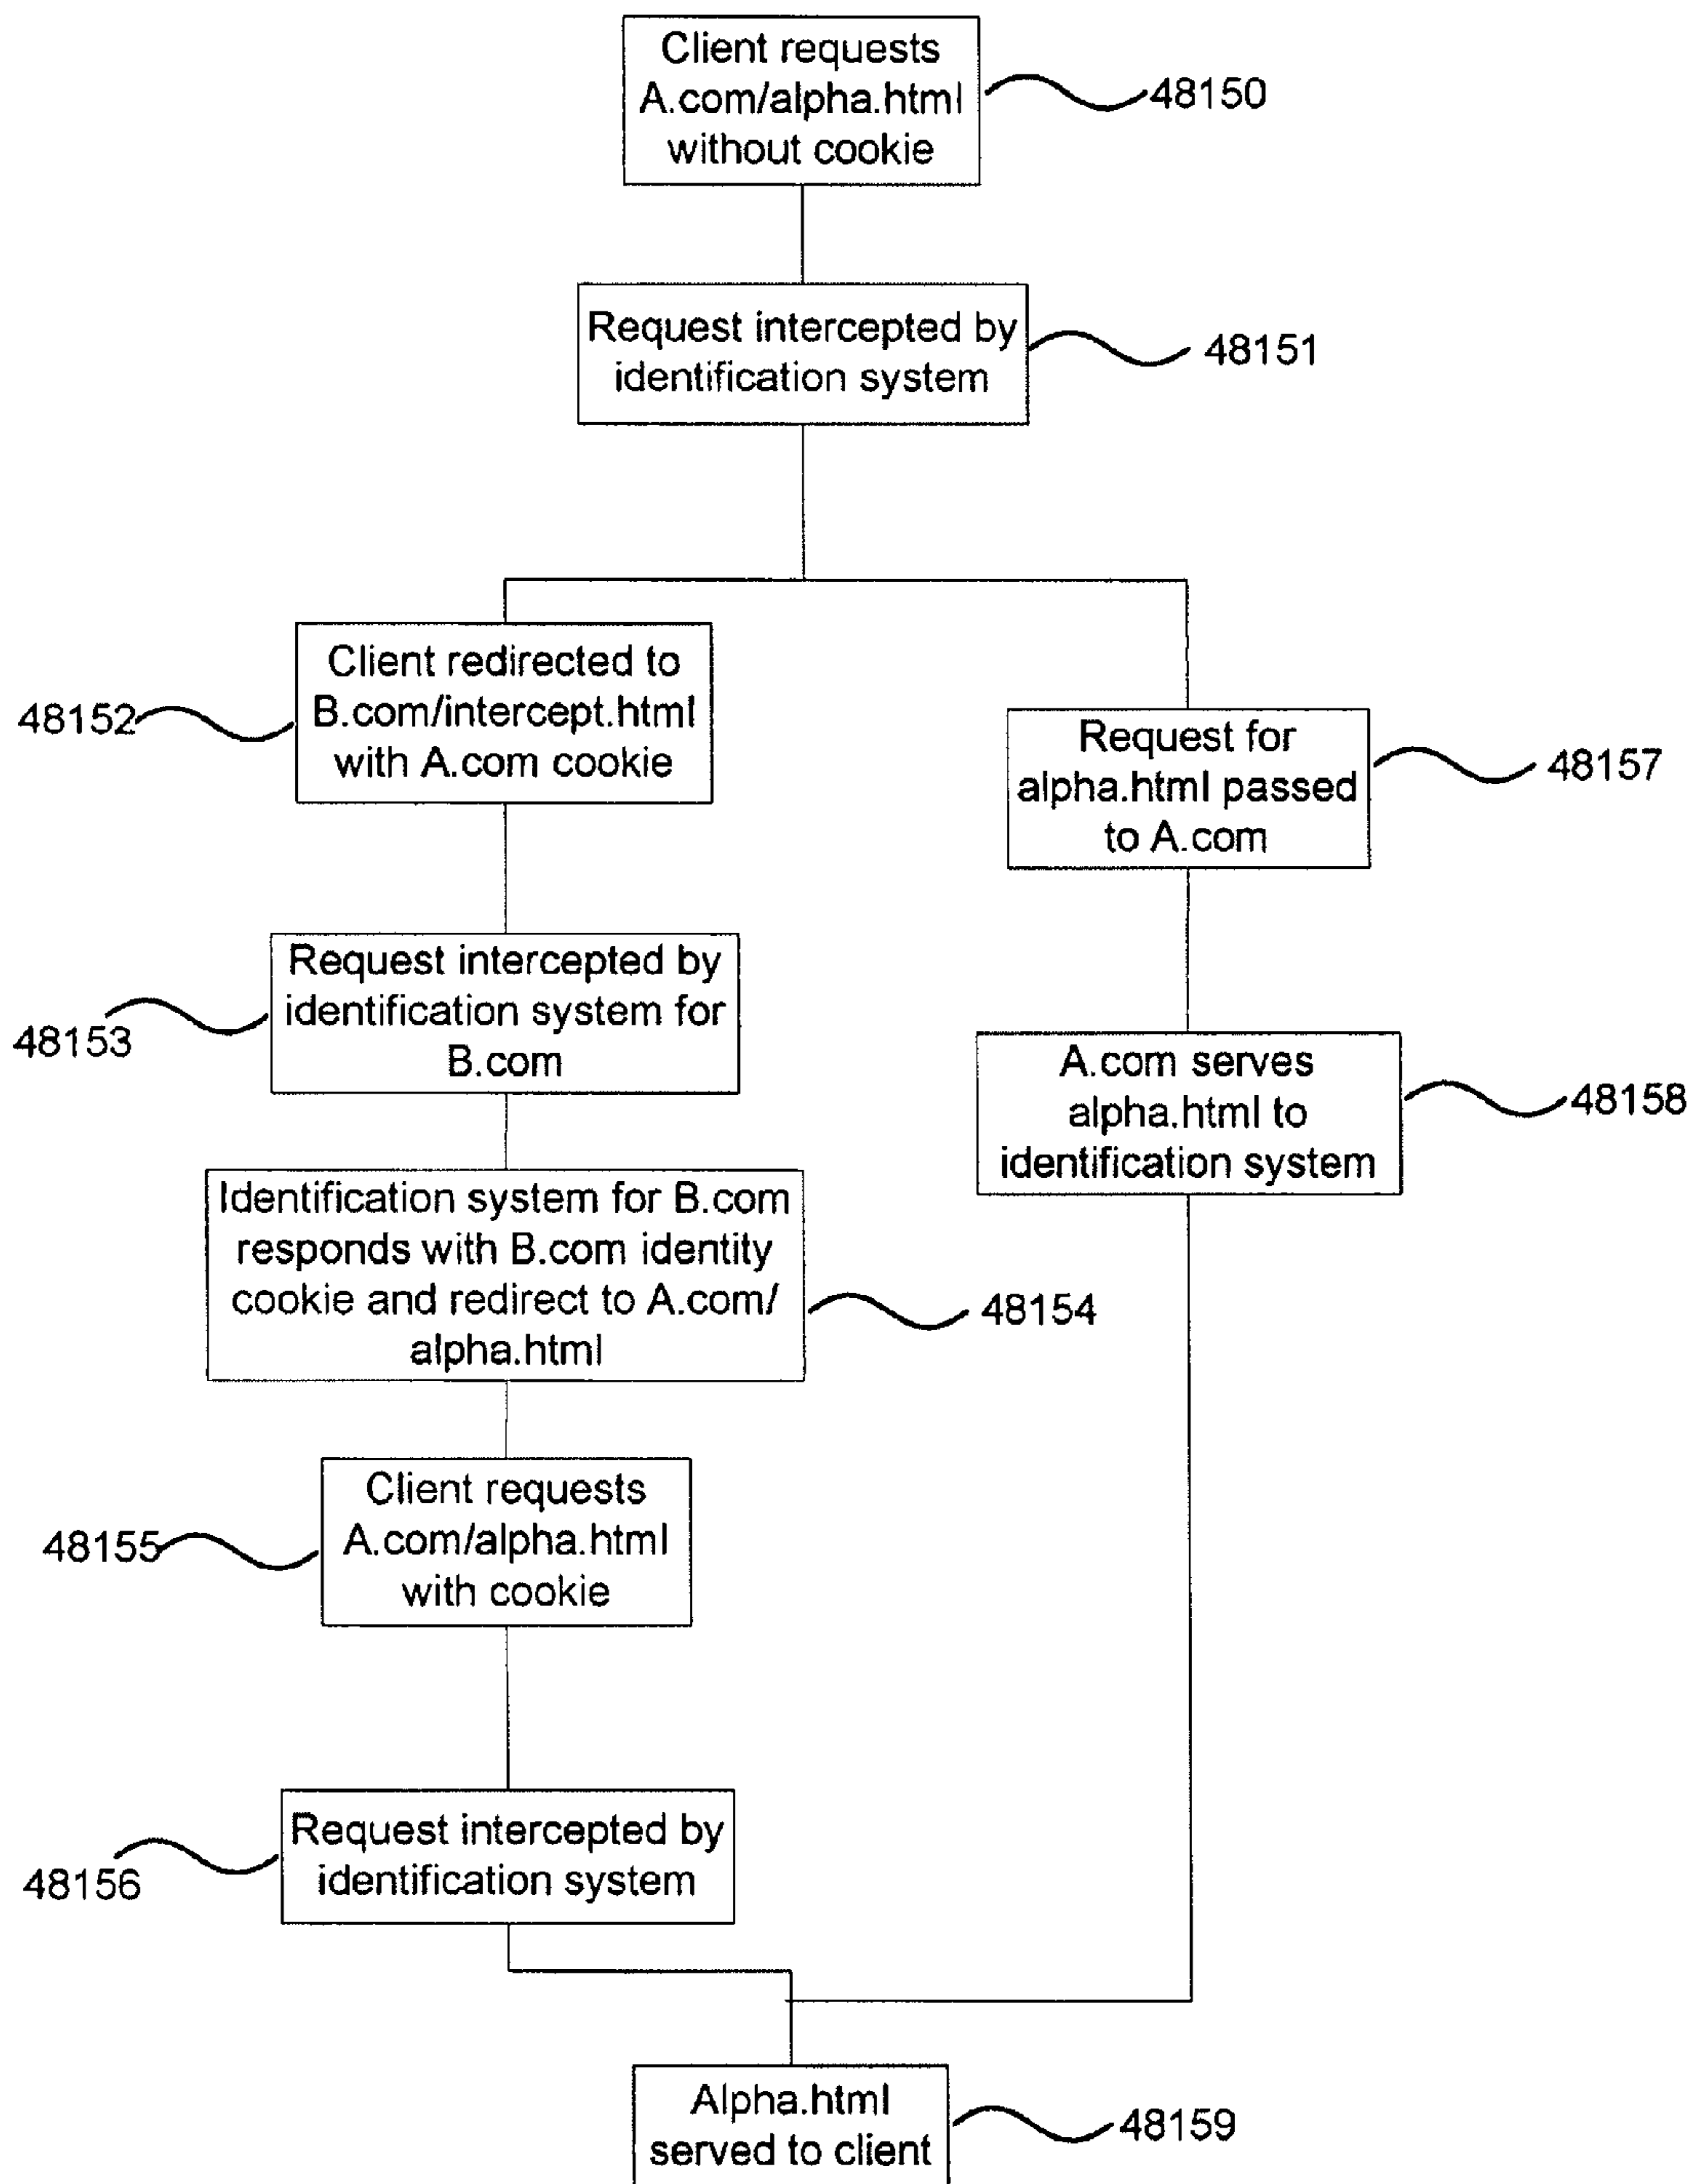 Client requests
A.com/alpha.html
without cookie
48150
Request intercepted by
identification system
48151
Client redirected to
B.com/intercept.html
with A.com cookie
48152
Request for
alpha.html passed
to A.com
48157
Request intercepted by
identification system for
B.com
48153
A.com serves
alpha.html to
identification system
48158
Identification system for B.com
responds with B.com identity
cookie and redirect to A.com/
alpha.html
48154
Client requests
A.com/alpha.html
with cookie
48155
Request intercepted by
identification system
48156
Alpha.html
served to client
48159